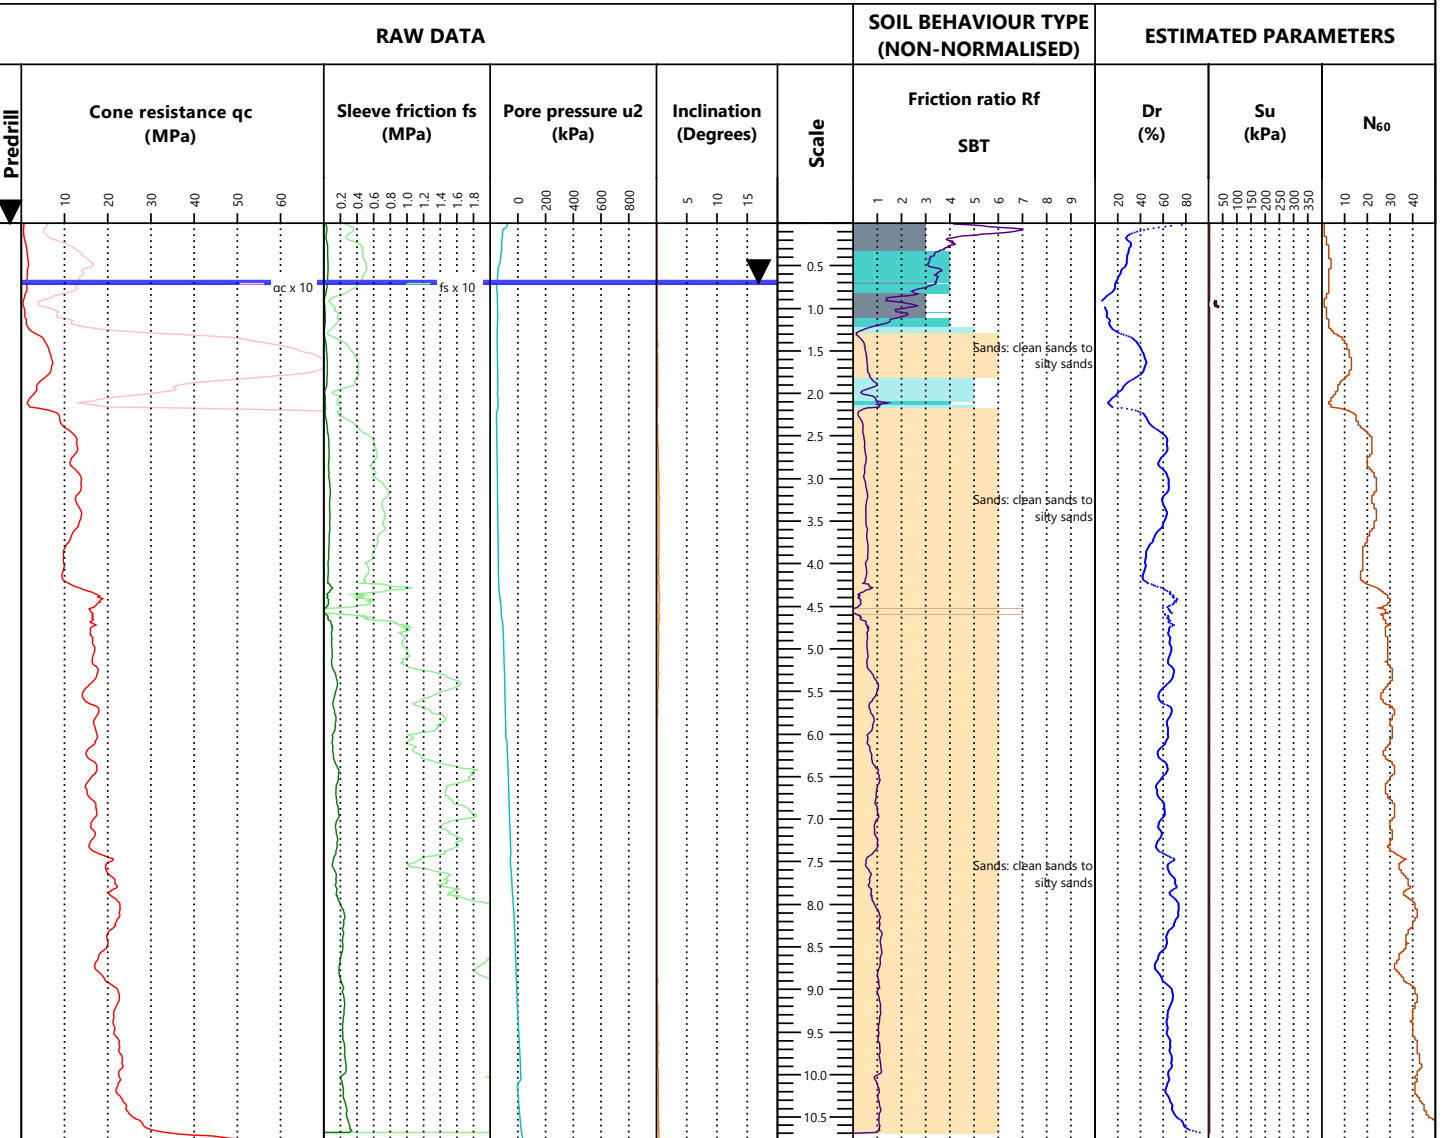 RAW DATA
SOIL BEHAVIOUR TYPE
(NON-NORMALISED)
ESTIMATED PARAMETERS
Predrill
Cone resistance qc
(MPa)
Sleeve friction fs
(MPa)
Pore pressure u2
(kPa)
Inclination
(Degrees)
Scale
Friction ratio Rf
SBT
Dr
(%)
Su
(kPa)
N60
10 20 30 40 50 60
0.2 0.4 0.6 0.8 1.0 1.2 1.4 1.6 1.8
0 200 400 600 800
5 10 15
1 2 3 4 5 6 7 8 9
20 40 60 80
50 100 150 200 250 300 350
10 20 30 40
qc x 10
fs x 10
0.5
1.0
1.5
2.0
2.5
3.0
3.5
4.0
4.5
5.0
5.5
6.0
6.5
7.0
7.5
8.0
8.5
9.0
9.5
10.0
10.5
Sands: clean sands to
silty sands
Sands: clean sands to
silty sands
Sands: clean sands to
silty sands